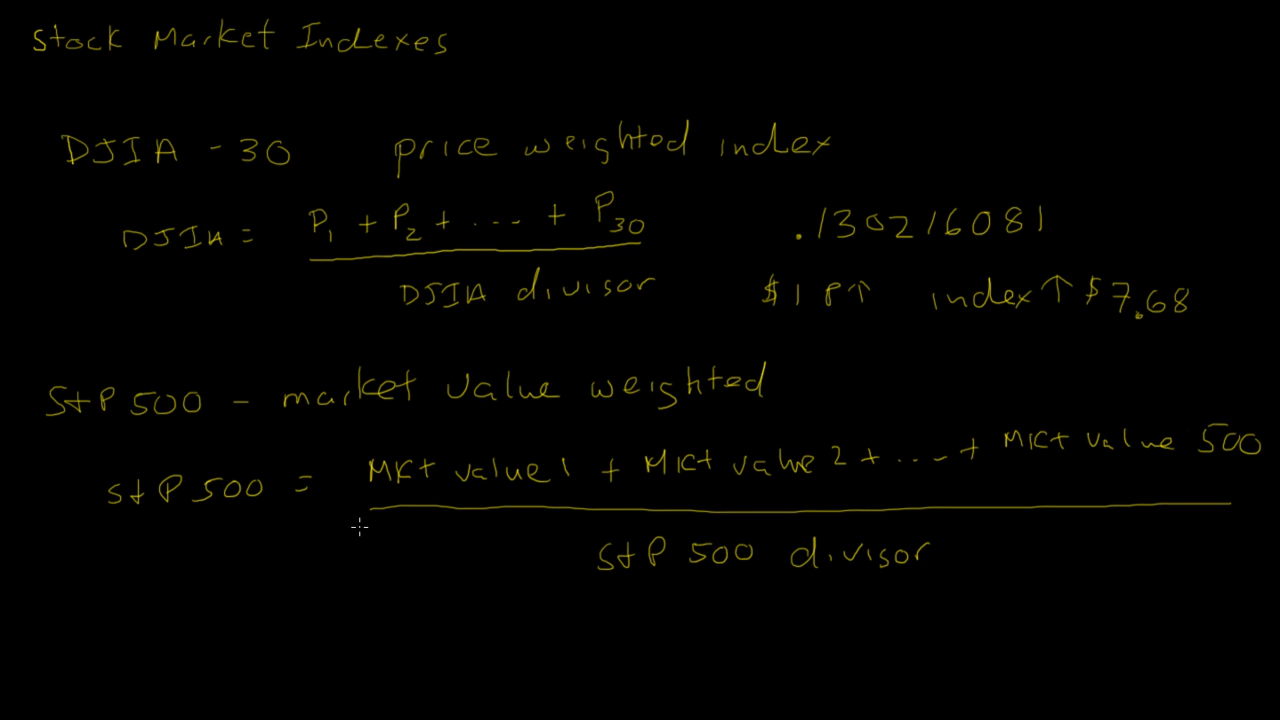 Stock Market Indexes
DJIA - 30 price weighted index
DJIA = P1 + P2 + .... + P30 .130216081
DJIA divisor $1 P↑ index ↑ $7.68
S+P 500 - market value weighted
S+P 500 = MKt value 1 + MKt value 2 + .... + MKt value 500
S+P 500 divisor